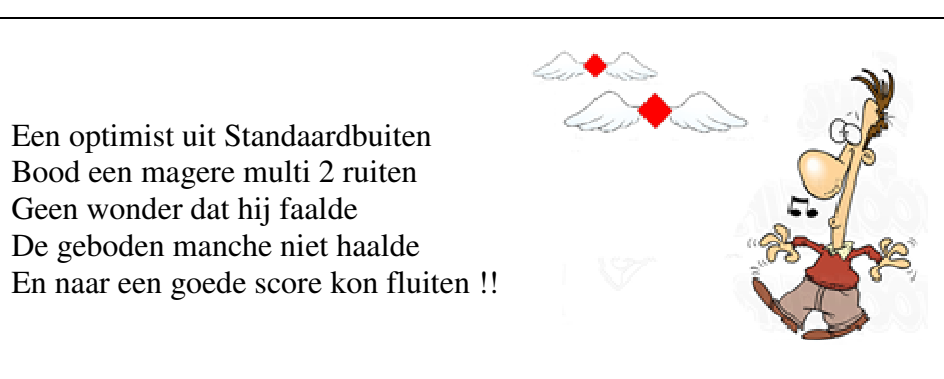 Een optimist uit Standaardbuiten
Bood een magere multi 2 ruiten
Geen wonder dat hij faalde
De geboden manche niet haalde
En naar een goede score kon fluiten !!